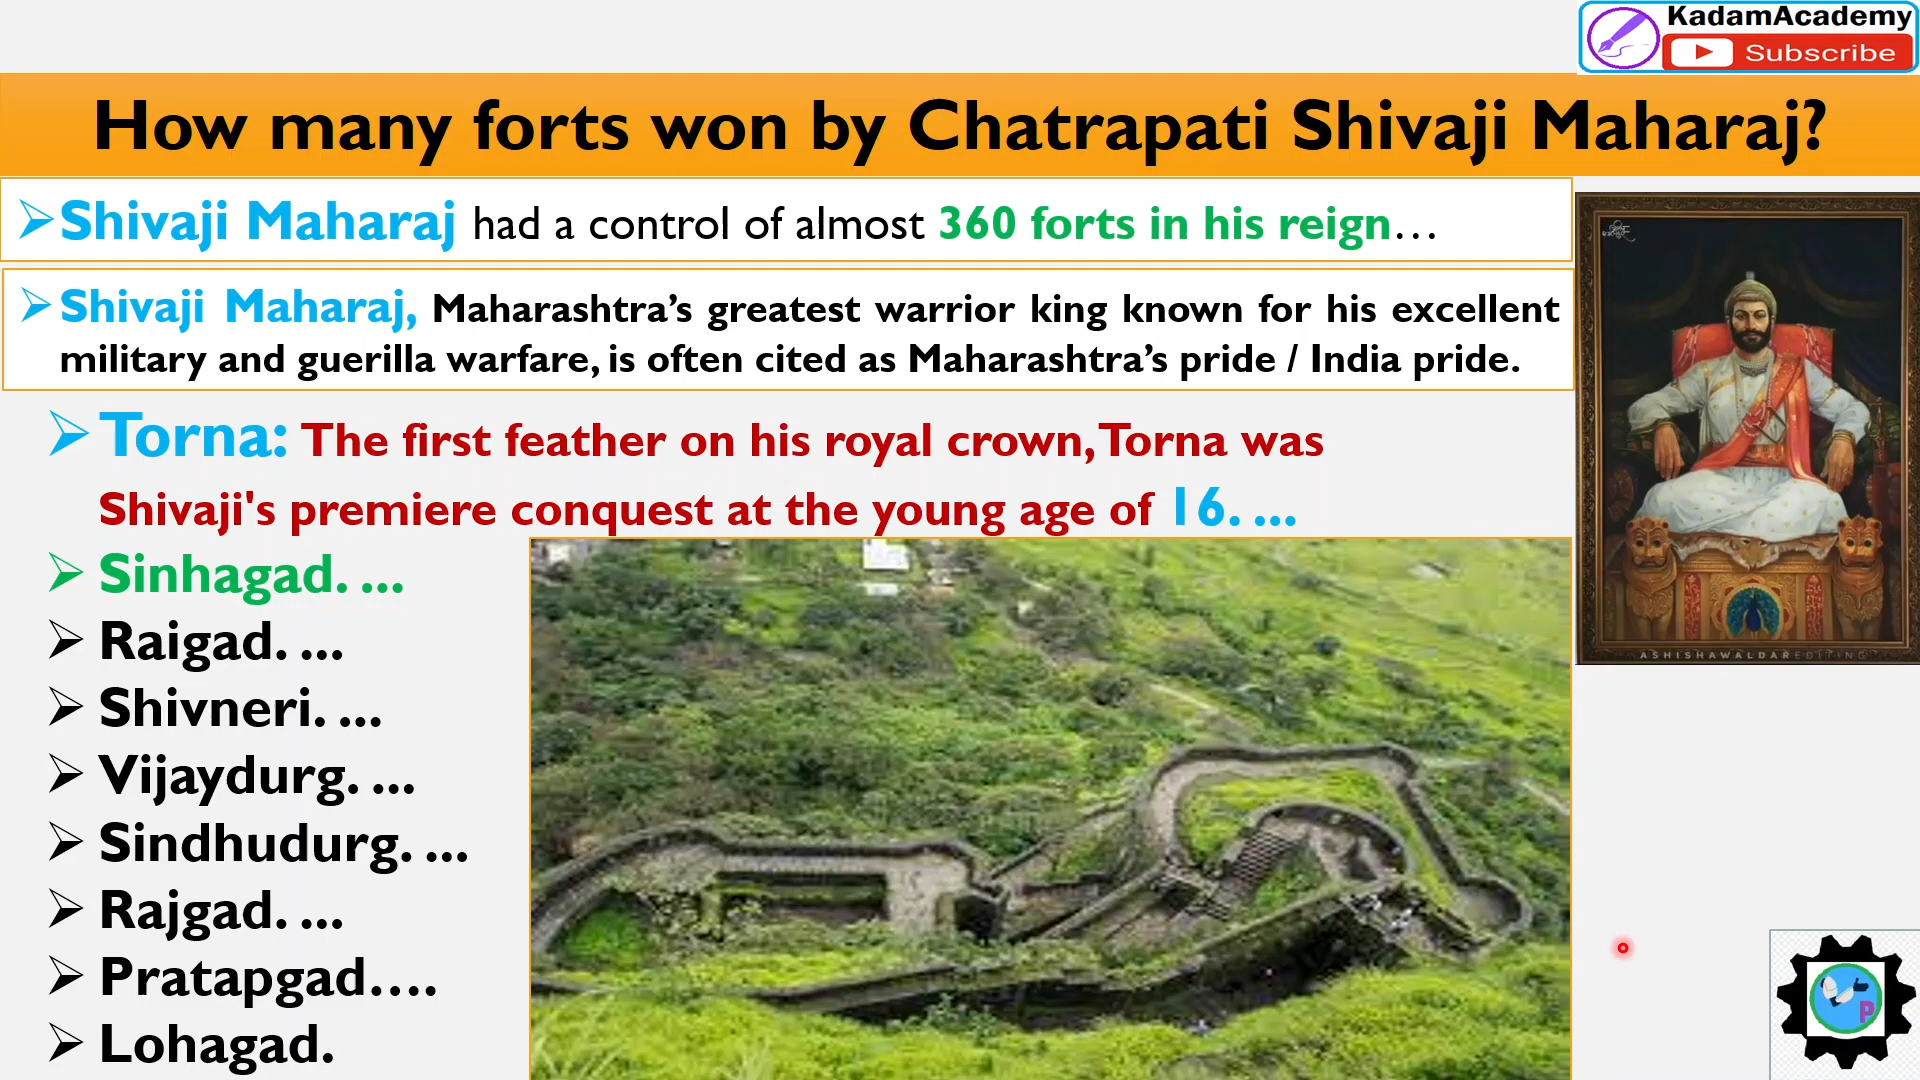 KadamAcademy
Subscribe
How many forts won by Chatrapati Shivaji Maharaj?
➢Shivaji Maharaj had a control of almost 360 forts in his reign…
➢Shivaji Maharaj, Maharashtra’s greatest warrior king known for his excellent
military and guerilla warfare, is often cited as Maharashtra’s pride / India pride.
➢Torna: The first feather on his royal crown, Torna was
Shivaji's premiere conquest at the young age of 16. ...
➢Sinhagad. ...
➢Raigad. ...
➢Shivneri. ...
➢Vijaydurg. ...
➢Sindhudurg. ...
➢Rajgad. ...
➢Pratapgad….
➢Lohagad.
ASHISHAWALDAREDITING
P